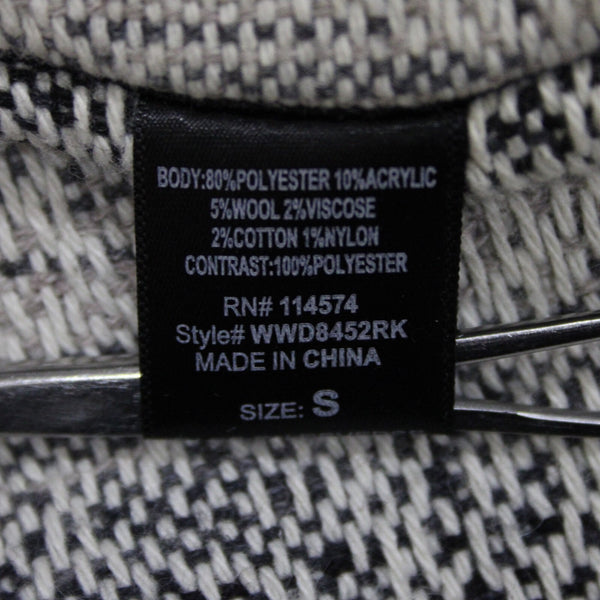 BODY:80%POLYESTER 10%ACRYLIC
5%WOOL 2%VISCOSE
2%COTTON 1%NYLON
CONTRAST:100%POLYESTER
RN# 114574
Style# WWD8452RK
MADE IN CHINA
SIZE: S